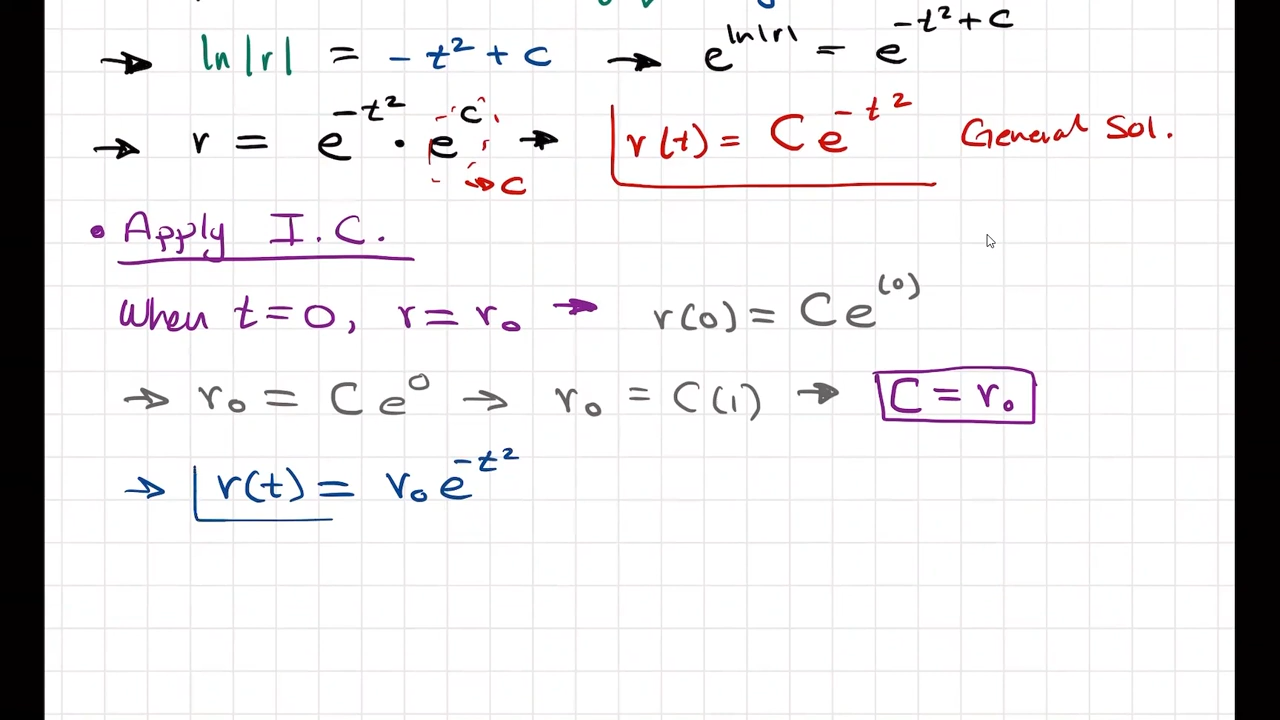 → ln|r| = -t² + c → e^{ln|r|} = e^{-t²+c}
→ r = e^{-t²} · e^{c} → r(t) = Ce^{-t²} General Sol.
→ C
• Apply I.C.
When t=0, r=r₀ → r(0) = Ce^{(0)}
→ r₀ = Ce⁰ → r₀ = C(1) → C = r₀
→ r(t) = r₀e^{-t²}